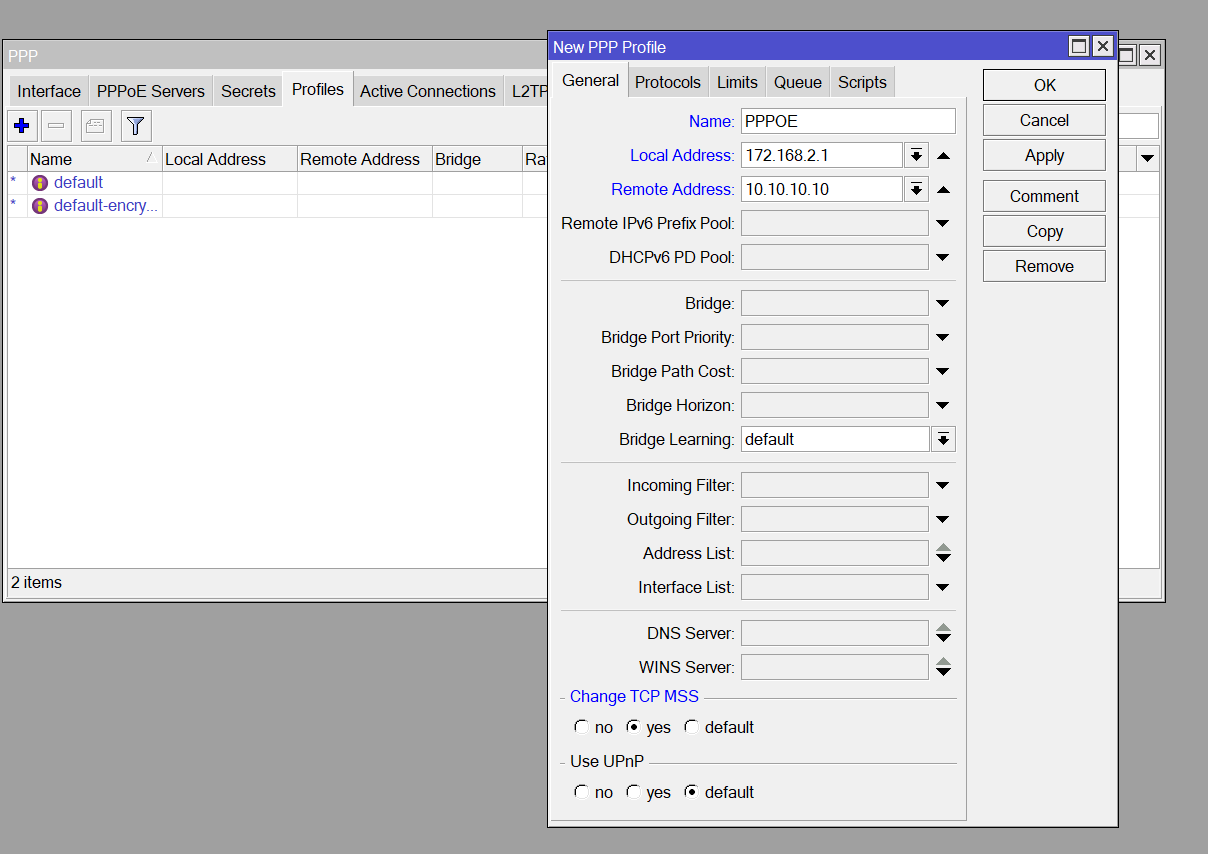 PPP
Interface PPPoE Servers Secrets Profiles Active Connections L2TP
Name Local Address Remote Address Bridge Ra
* default
* default-encry...
2 items
New PPP Profile
General Protocols Limits Queue Scripts
Name: PPPOE
Local Address: 172.168.2.1
Remote Address: 10.10.10.10
Remote IPv6 Prefix Pool:
DHCPv6 PD Pool:
Bridge:
Bridge Port Priority:
Bridge Path Cost:
Bridge Horizon:
Bridge Learning: default
Incoming Filter:
Outgoing Filter:
Address List:
Interface List:
DNS Server:
WINS Server:
Change TCP MSS
no yes default
Use UPnP
no yes default
OK
Cancel
Apply
Comment
Copy
Remove